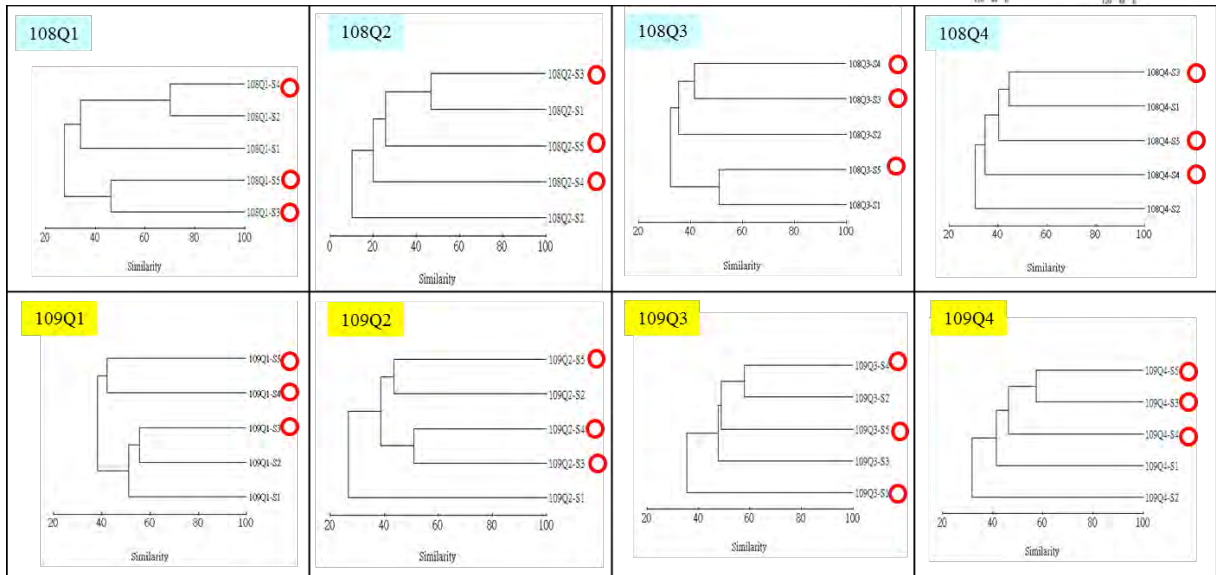 108Q1
108Q1-S4
108Q1-S2
108Q1-S1
108Q1-S5
108Q1-S3
20 40 60 80 100
Similarity
108Q2
108Q2-S3
108Q2-S1
108Q2-S5
108Q2-S4
108Q2-S2
0 20 40 60 80 100
Similarity
108Q3
108Q3-S4
108Q3-S3
108Q3-S2
108Q3-S5
108Q3-S1
20 40 60 80 100
Similarity
108Q4
108Q4-S3
108Q4-S1
108Q4-S5
108Q4-S4
108Q4-S2
20 40 60 80 100
Similarity
109Q1
109Q1-S5
109Q1-S4
109Q1-S3
109Q1-S2
109Q1-S1
20 40 60 80 100
Similarity
109Q2
109Q2-S5
109Q2-S2
109Q2-S4
109Q2-S3
109Q2-S1
20 40 60 80 100
Similarity
109Q3
109Q3-S4
109Q3-S2
109Q3-S5
109Q3-S3
109Q3-S1
20 40 60 80 100
Similarity
109Q4
109Q4-S5
109Q4-S3
109Q4-S4
109Q4-S1
109Q4-S2
20 40 60 80 100
Similarity